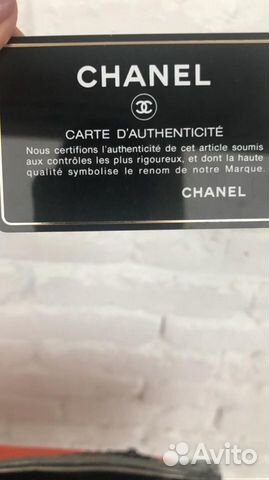 CHANEL
CARTE D'AUTHENTICITÉ
Nous certifions l'authenticité de cet article soumis
aux contrôles les plus rigoureux, et dont la haute
qualité symbolise le renom de notre Marque.
CHANEL
Avito